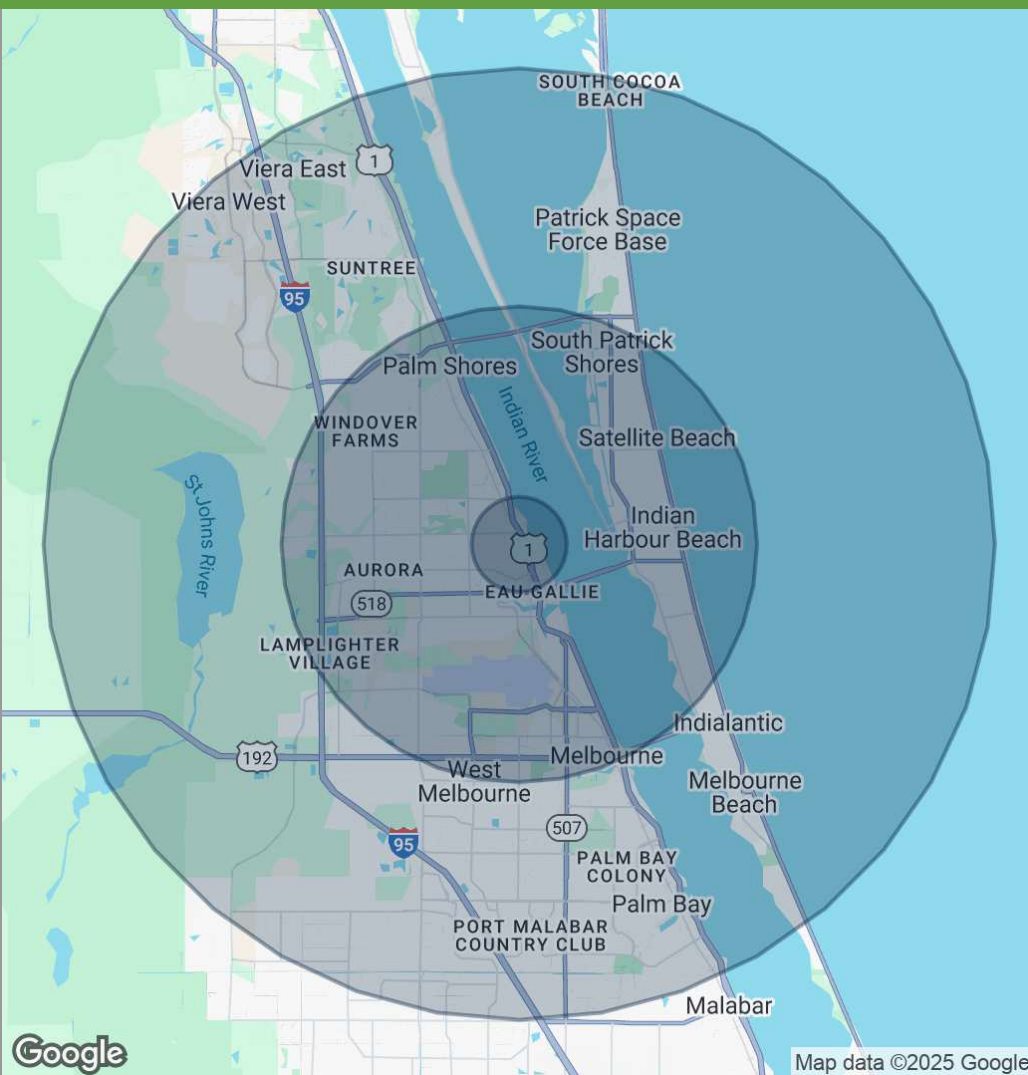 SOUTH COCOA
BEACH
Viera East
1
Viera West
Patrick Space
Force Base
SUNTREE
95
South Patrick
Shores
Palm Shores
Indian River
WINDOVER
FARMS
Satellite Beach
St Johns River
Indian
Harbour Beach
1
AURORA
EAU GALLIE
518
LAMPLIGHTER
VILLAGE
Indialantic
192
Melbourne
West
Melbourne
Melbourne
Beach
507
95
PALM BAY
COLONY
Palm Bay
PORT MALABAR
COUNTRY CLUB
Malabar
Google
Map data ©2025 Google